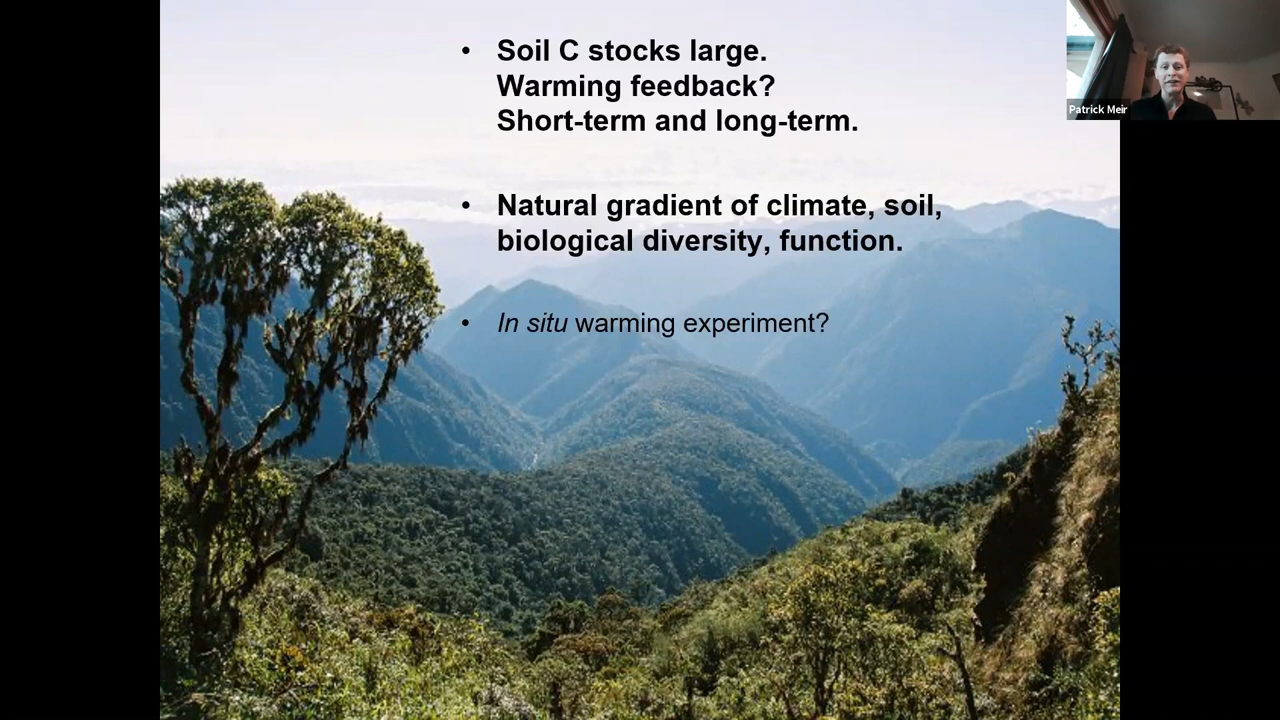 • Soil C stocks large.
Warming feedback?
Short-term and long-term.
• Natural gradient of climate, soil,
biological diversity, function.
• In situ warming experiment?
Patrick Meir